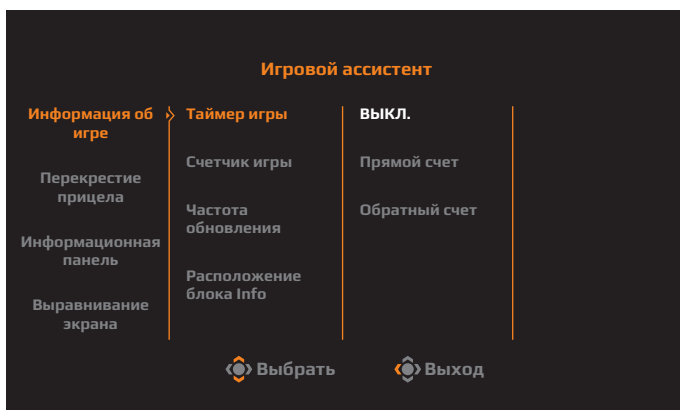 Игровой ассистент
Информация об
игре
Перекрестие
прицела
Информационная
панель
Выравнивание
экрана
Таймер игры
Счетчик игры
Частота
обновления
Расположение
блока Info
ВЫКЛ.
Прямой счет
Обратный счет
Выбрать
Выход